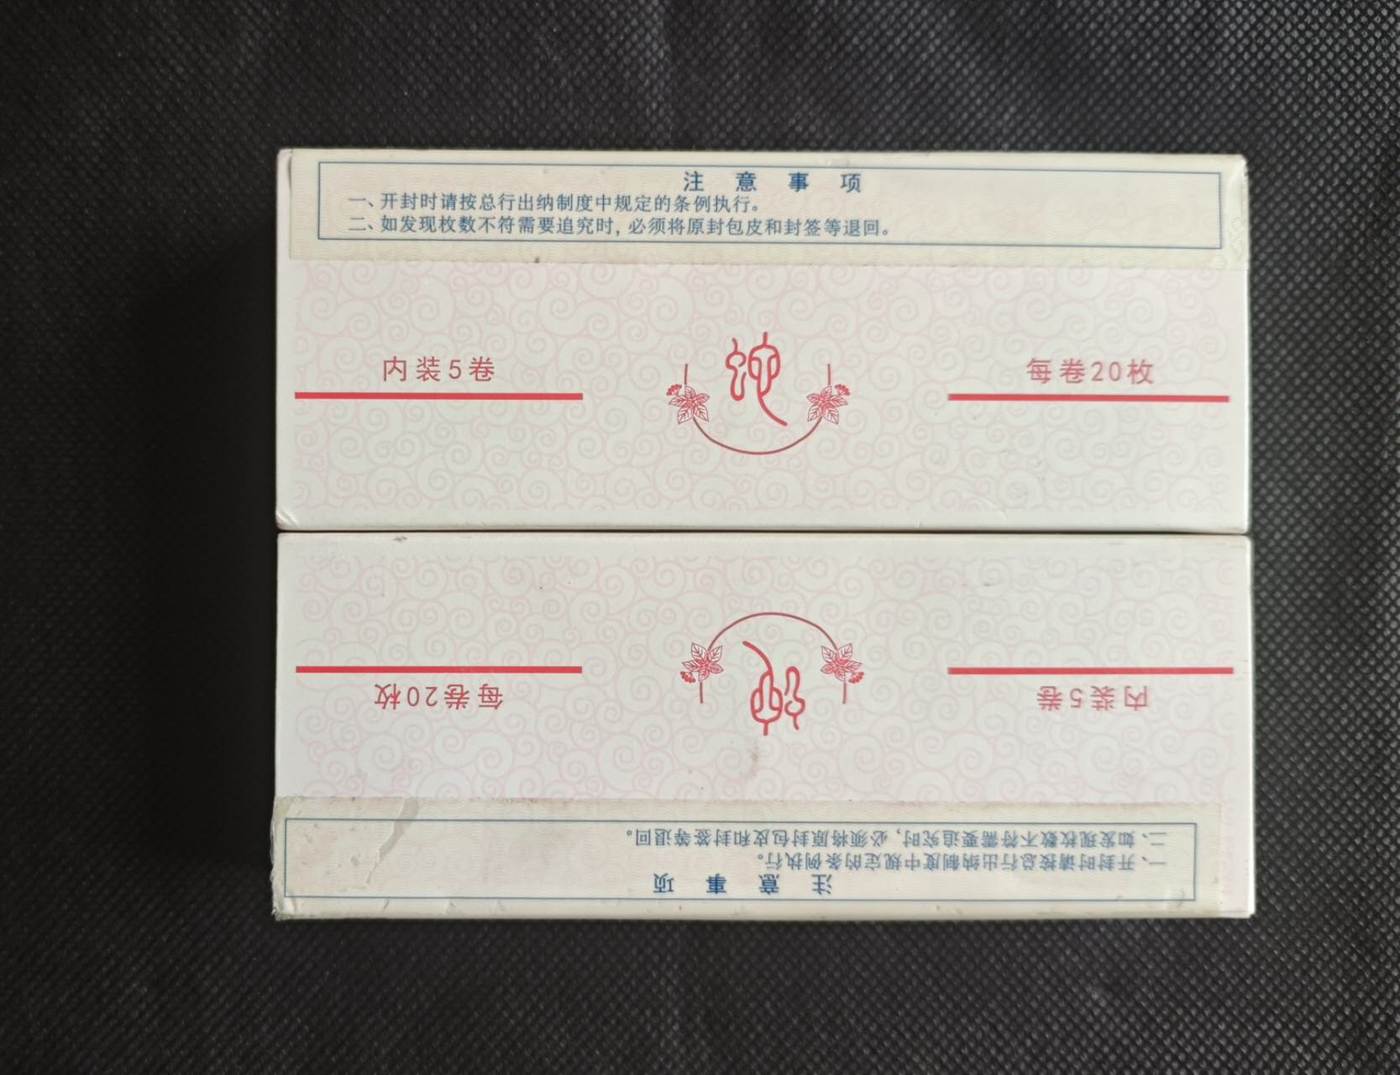 注意事项
一、开封时请按总行出纳制度中规定的条例执行。
二、如发现枚数不符需要追究时,必须将原封包皮和封签等退回。
内装5卷
蛇
每卷20枚
每卷20枚
蛇
内装5卷
注意事项
一、开封时请按总行出纳制度中规定的条例执行。
二、如发现枚数不符需要追究时,必须将原封包皮和封签等退回。